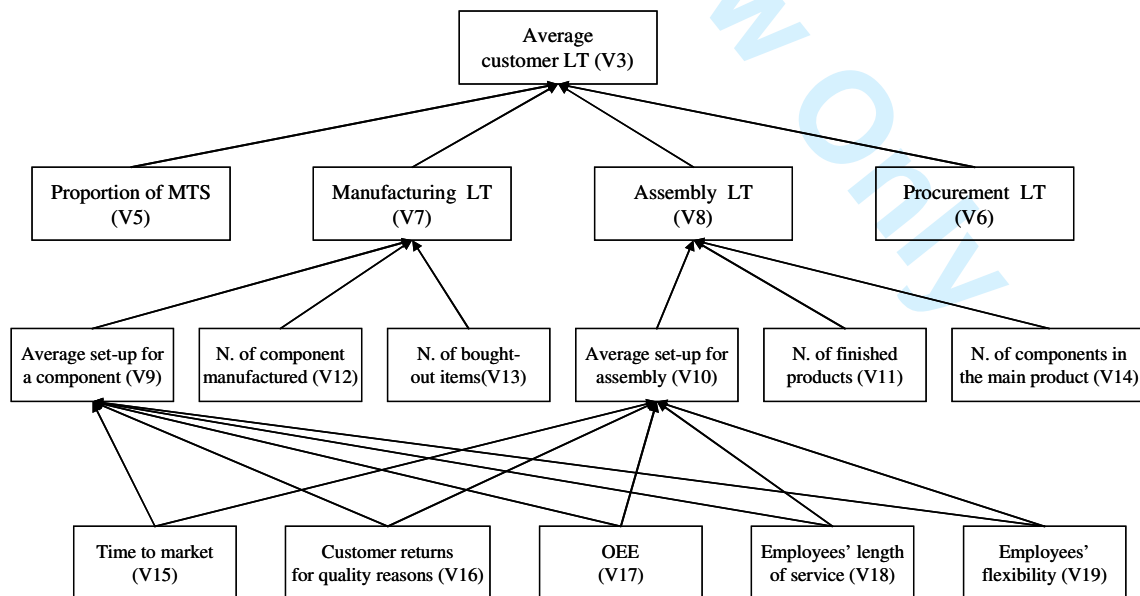 Average
customer LT (V3)
Proportion of MTS
(V5)
Manufacturing LT
(V7)
Assembly LT
(V8)
Procurement LT
(V6)
Average set-up for
a component (V9)
N. of component
manufactured (V12)
N. of bought-
out items(V13)
Average set-up for
assembly (V10)
N. of finished
products (V11)
N. of components in
the main product (V14)
Time to market
(V15)
Customer returns
for quality reasons (V16)
OEE
(V17)
Employees' length
of service (V18)
Employees'
flexibility (V19)
w Only